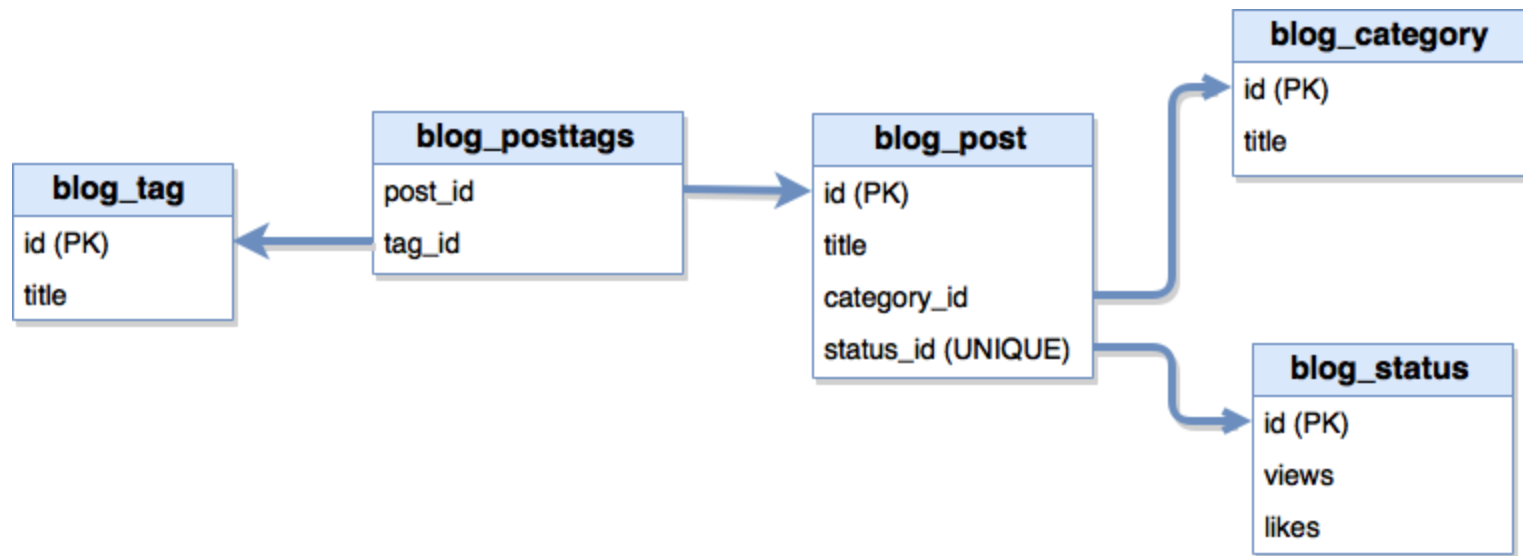 blog_tag
id (PK)
title
blog_posttags
post_id
tag_id
blog_post
id (PK)
title
category_id
status_id (UNIQUE)
blog_category
id (PK)
title
blog_status
id (PK)
views
likes